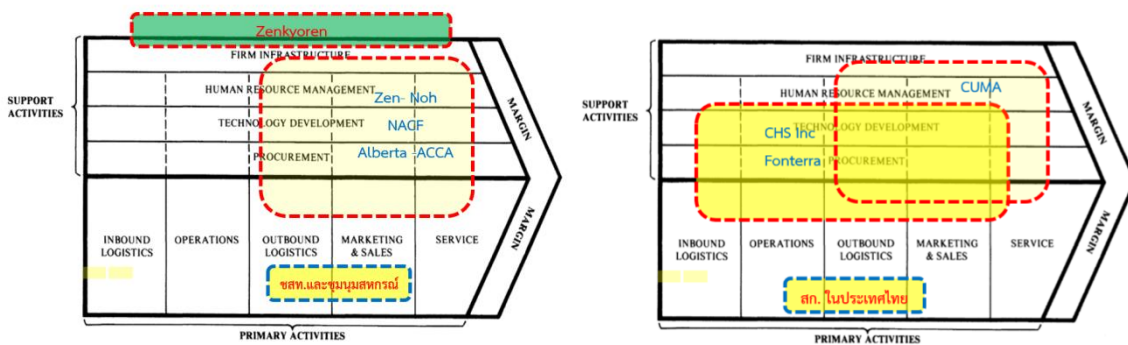 Zenkyoren
FIRM INFRASTRUCTURE
HUMAN RESOURCE MANAGEMENT
Zen- Noh
SUPPORT
ACTIVITIES
TECHNOLOGY DEVELOPMENT
NACF
PROCUREMENT
Alberta -ACCA
MARGIN
INBOUND
LOGISTICS
OPERATIONS
OUTBOUND
LOGISTICS
MARKETING
& SALES
SERVICE
MARGIN
ชสท.และชุมนุมสหกรณ์
PRIMARY ACTIVITIES
FIRM INFRASTRUCTURE
HUMAN RESOURCE MANAGEMENT
CUMA
SUPPORT
ACTIVITIES
TECHNOLOGY DEVELOPMENT
CHS Inc
PROCUREMENT
Fonterra
MARGIN
INBOUND
LOGISTICS
OPERATIONS
OUTBOUND
LOGISTICS
MARKETING
& SALES
SERVICE
MARGIN
สก. ในประเทศไทย
PRIMARY ACTIVITIES